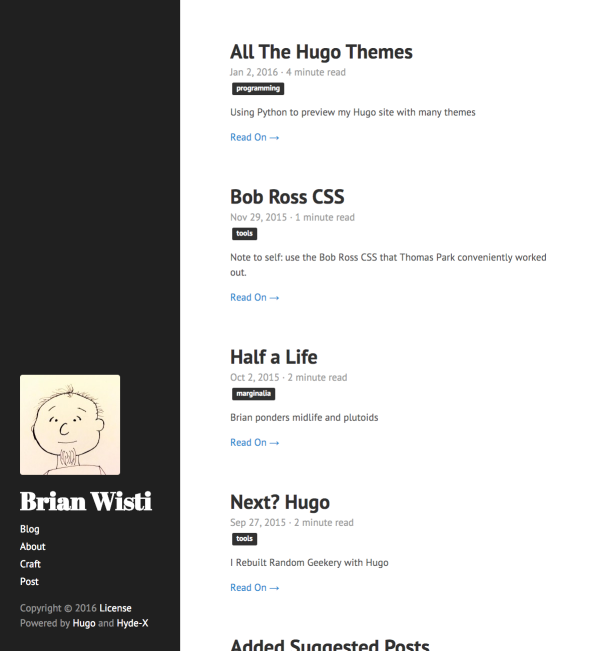 All The Hugo Themes
Jan 2, 2016 · 4 minute read
programming
Using Python to preview my Hugo site with many themes
Read On →
Bob Ross CSS
Nov 29, 2015 · 1 minute read
tools
Note to self: use the Bob Ross CSS that Thomas Park conveniently worked
out.
Read On →
Half a Life
Oct 2, 2015 · 2 minute read
marginalia
Brian ponders midlife and plutoids
Read On →
Next? Hugo
Sep 27, 2015 · 2 minute read
tools
I Rebuilt Random Geekery with Hugo
Read On →
Added Suggested Posts
Brian Wisti
Blog
About
Craft
Post
Copyright © 2016 License
Powered by Hugo and Hyde-X